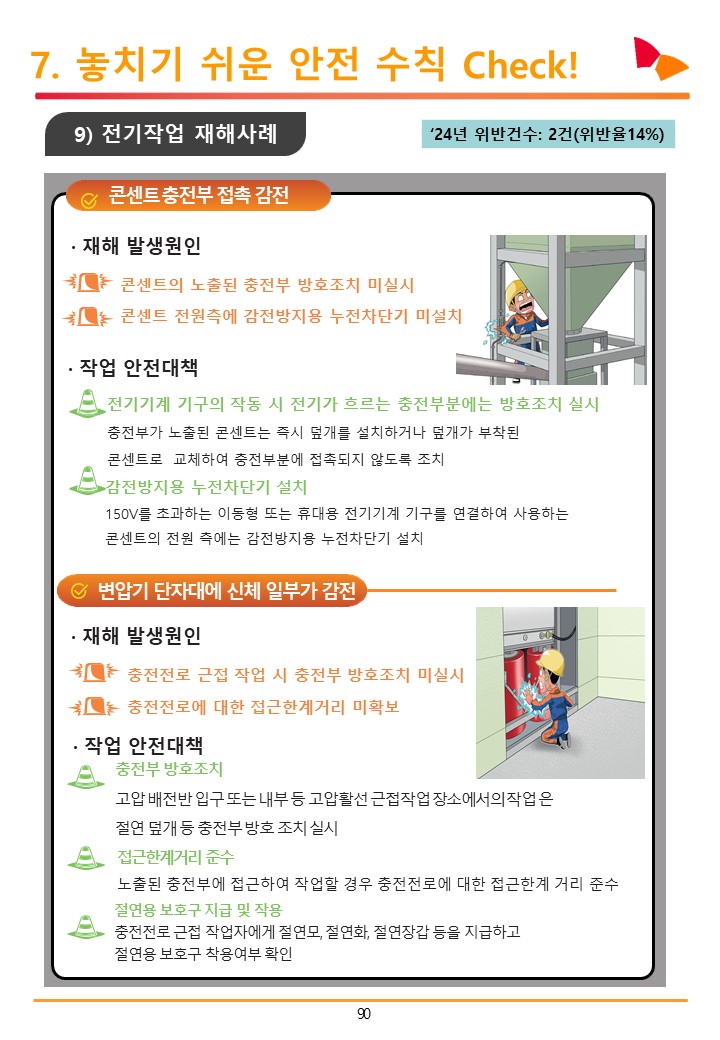 7. 놓치기 쉬운 안전 수칙 Check!
9) 전기작업 재해사례
‘24년 위반건수: 2건(위반율14%)
콘센트 충전부 접촉 감전
· 재해 발생원인
콘센트의 노출된 충전부 방호조치 미실시
콘센트 전원측에 감전방지용 누전차단기 미설치
· 작업 안전대책
전기기계 기구의 작동 시 전기가 흐르는 충전부분에는 방호조치 실시
충전부가 노출된 콘센트는 즉시 덮개를 설치하거나 덮개가 부착된
콘센트로 교체하여 충전부분에 접촉되지 않도록 조치
감전방지용 누전차단기 설치
150V를 초과하는 이동형 또는 휴대용 전기기계 기구를 연결하여 사용하는
콘센트의 전원 측에는 감전방지용 누전차단기 설치
변압기 단자대에 신체 일부가 감전
· 재해 발생원인
충전전로 근접 작업 시 충전부 방호조치 미실시
충전전로에 대한 접근한계거리 미확보
· 작업 안전대책
충전부 방호조치
고압 배전반 입구 또는 내부 등 고압활선 근접작업 장소에서의 작업 은
절연 덮개 등 충전부 방호 조치 실시
접근한계거리 준수
노출된 충전부에 접근하여 작업할 경우 충전전로에 대한 접근한계 거리 준수
절연용 보호구 지급 및 작용
충전전로 근접 작업자에게 절연모, 절연화, 절연장갑 등을 지급하고
절연용 보호구 착용여부 확인
90